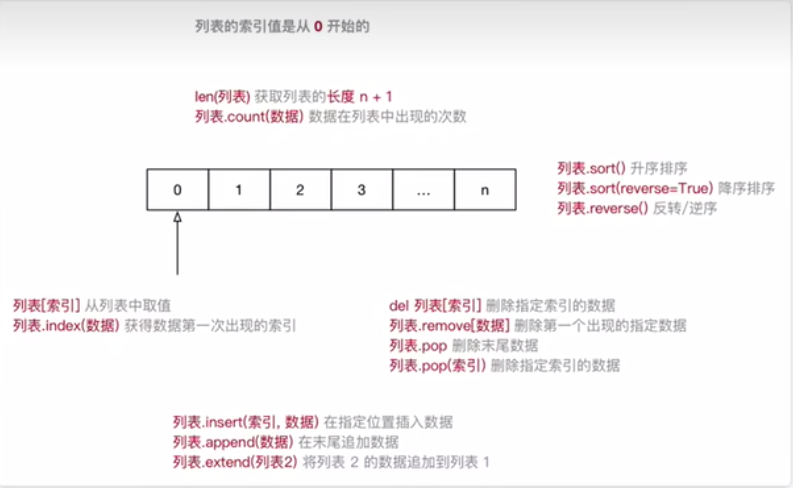 列表的索引值是从 0 开始的
len(列表) 获取列表的长度 n + 1
列表.count(数据) 数据在列表中出现的次数
0 1 2 3 ... n
列表.sort() 升序排序
列表.sort(reverse=True) 降序排序
列表.reverse() 反转/逆序
列表[索引] 从列表中取值
列表.index(数据) 获得数据第一次出现的索引
del 列表[索引] 删除指定索引的数据
列表.remove[数据] 删除第一个出现的指定数据
列表.pop 删除末尾数据
列表.pop(索引) 删除指定索引的数据
列表.insert(索引, 数据) 在指定位置插入数据
列表.append(数据) 在末尾追加数据
列表.extend(列表2) 将列表 2 的数据追加到列表 1